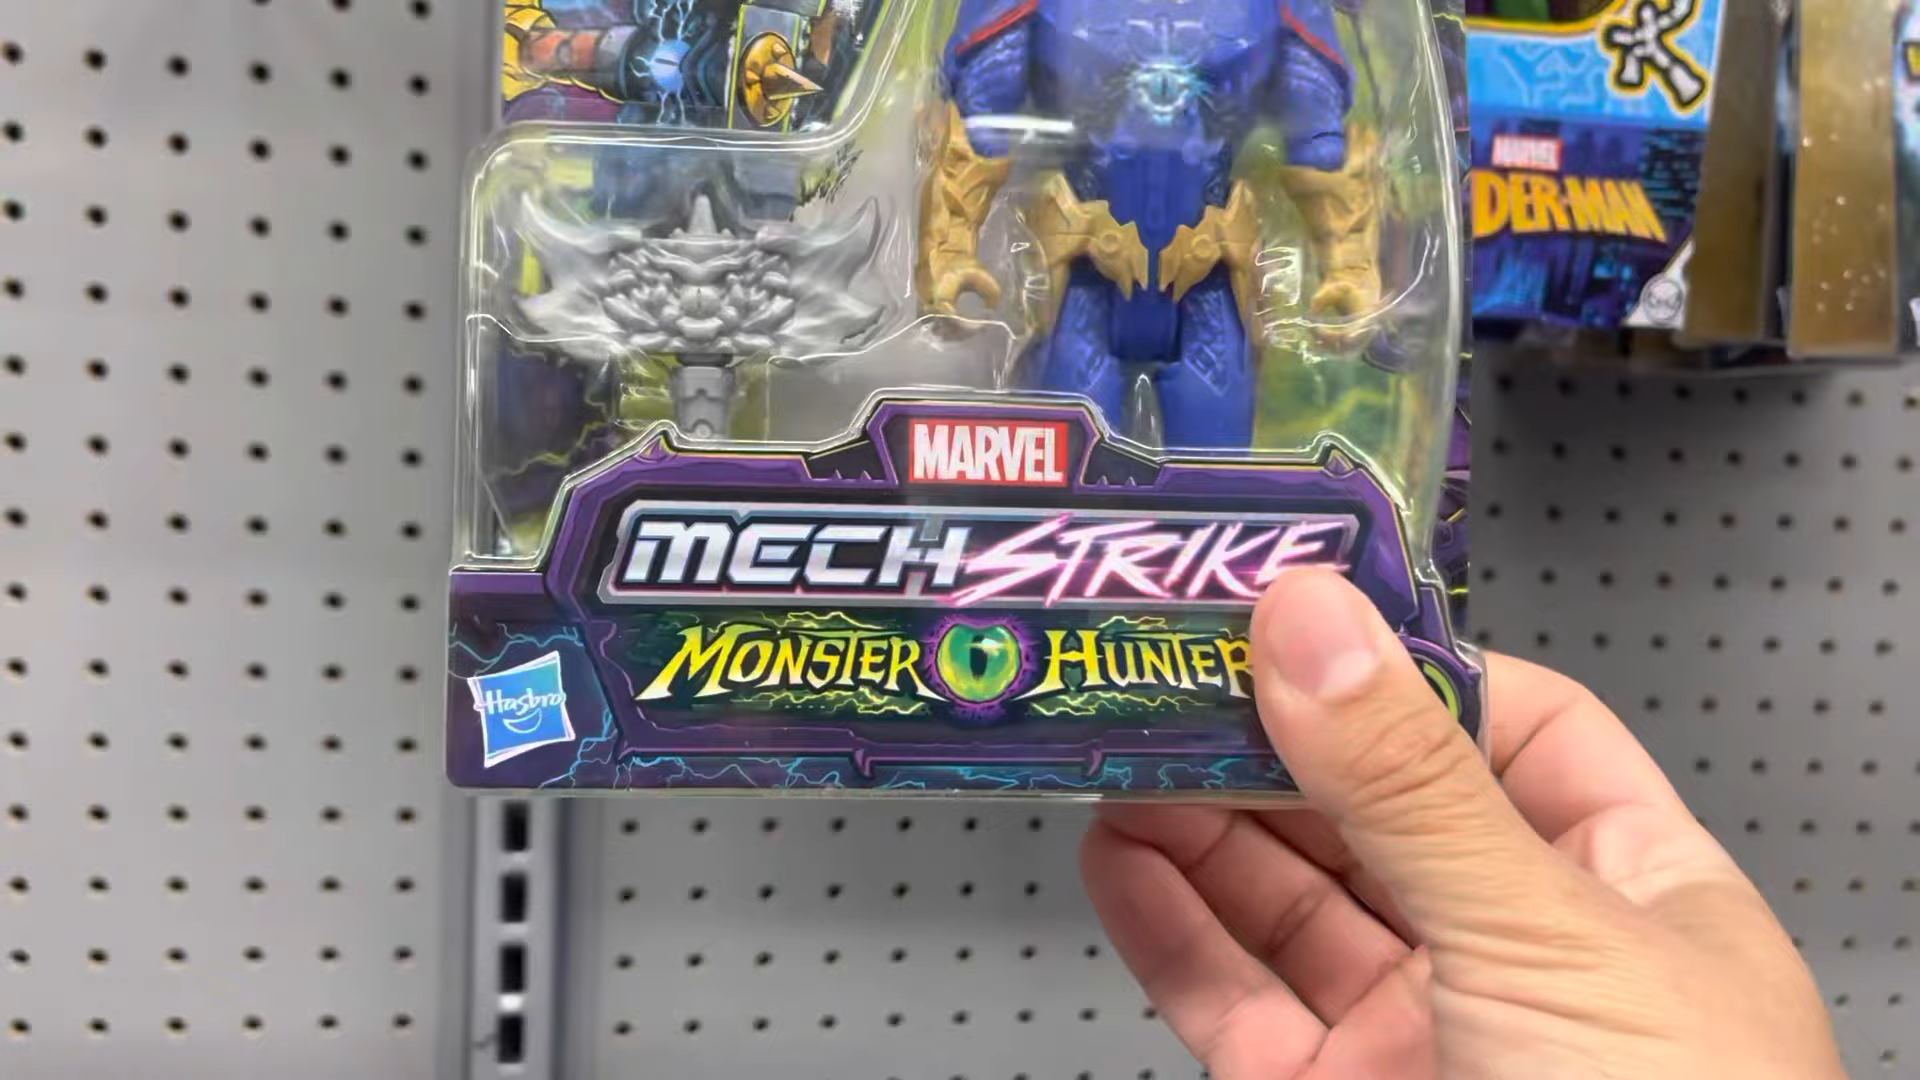 MARVEL
DER-MAN
MARVEL
MECH STRIKE
MONSTER HUNTER
Hasbro